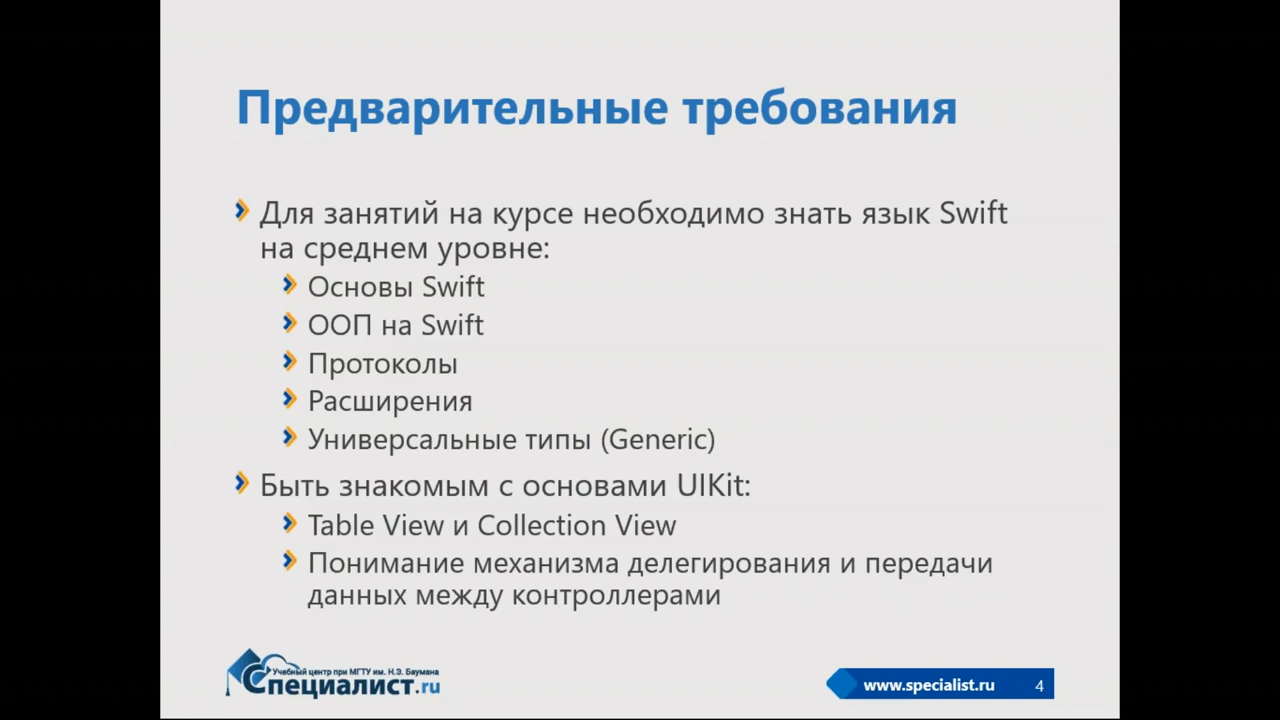 Предварительные требования
Для занятий на курсе необходимо знать язык Swift
на среднем уровне:
Основы Swift
ООП на Swift
Протоколы
Расширения
Универсальные типы (Generic)
Быть знакомым с основами UIKit:
Table View и Collection View
Понимание механизма делегирования и передачи
данных между контроллерами
Учебный центр при МГТУ им. Н.Э. Баумана
Специалист.ru
www.specialist.ru 4